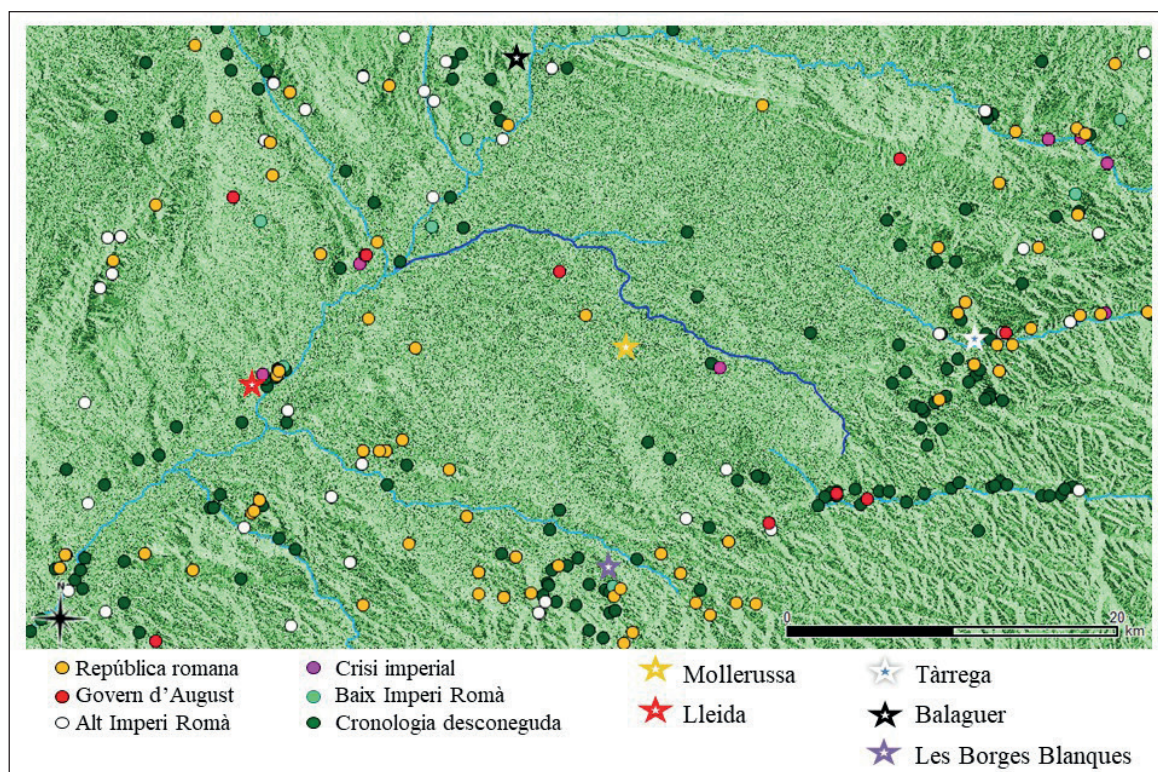 N
0 20
km
República romana
Govern d'August
Alt Imperi Romà
Crisi imperial
Baix Imperi Romà
Cronologia desconeguda
Mollerussa
Lleida
Tàrrega
Balaguer
Les Borges Blanques